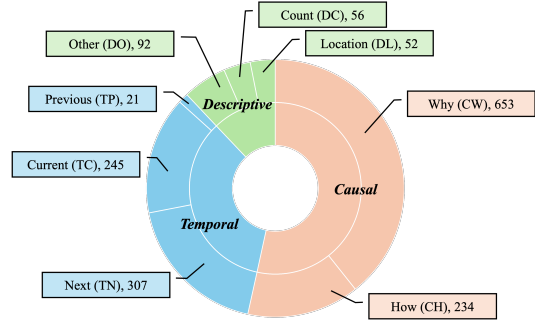 Count (DC), 56
Other (DO), 92
Location (DL), 52
Previous (TP), 21
Descriptive
Why (CW), 653
Current (TC), 245
Causal
Temporal
Next (TN), 307
How (CH), 234